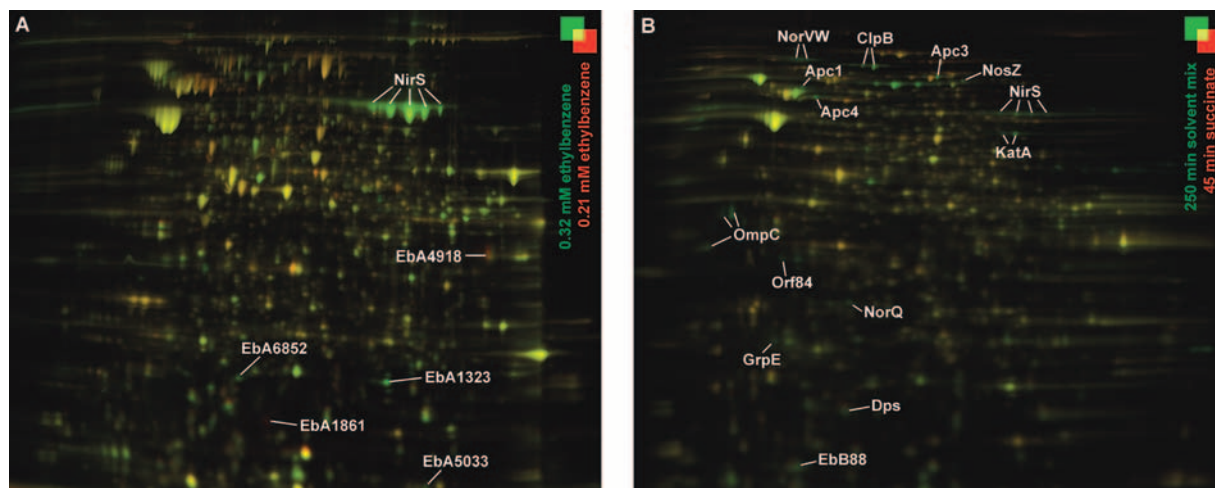 A
NirS
0.32 mM ethylbenzene
0.21 mM ethylbenzene
EbA4918
EbA6852
EbA1323
EbA1861
EbA5033
B
NorVW
ClpB
Apc3
Apc1
NosZ
NirS
Apc4
KatA
250 min solvent mix
45 min succinate
OmpC
Orf84
NorQ
GrpE
Dps
EbB88